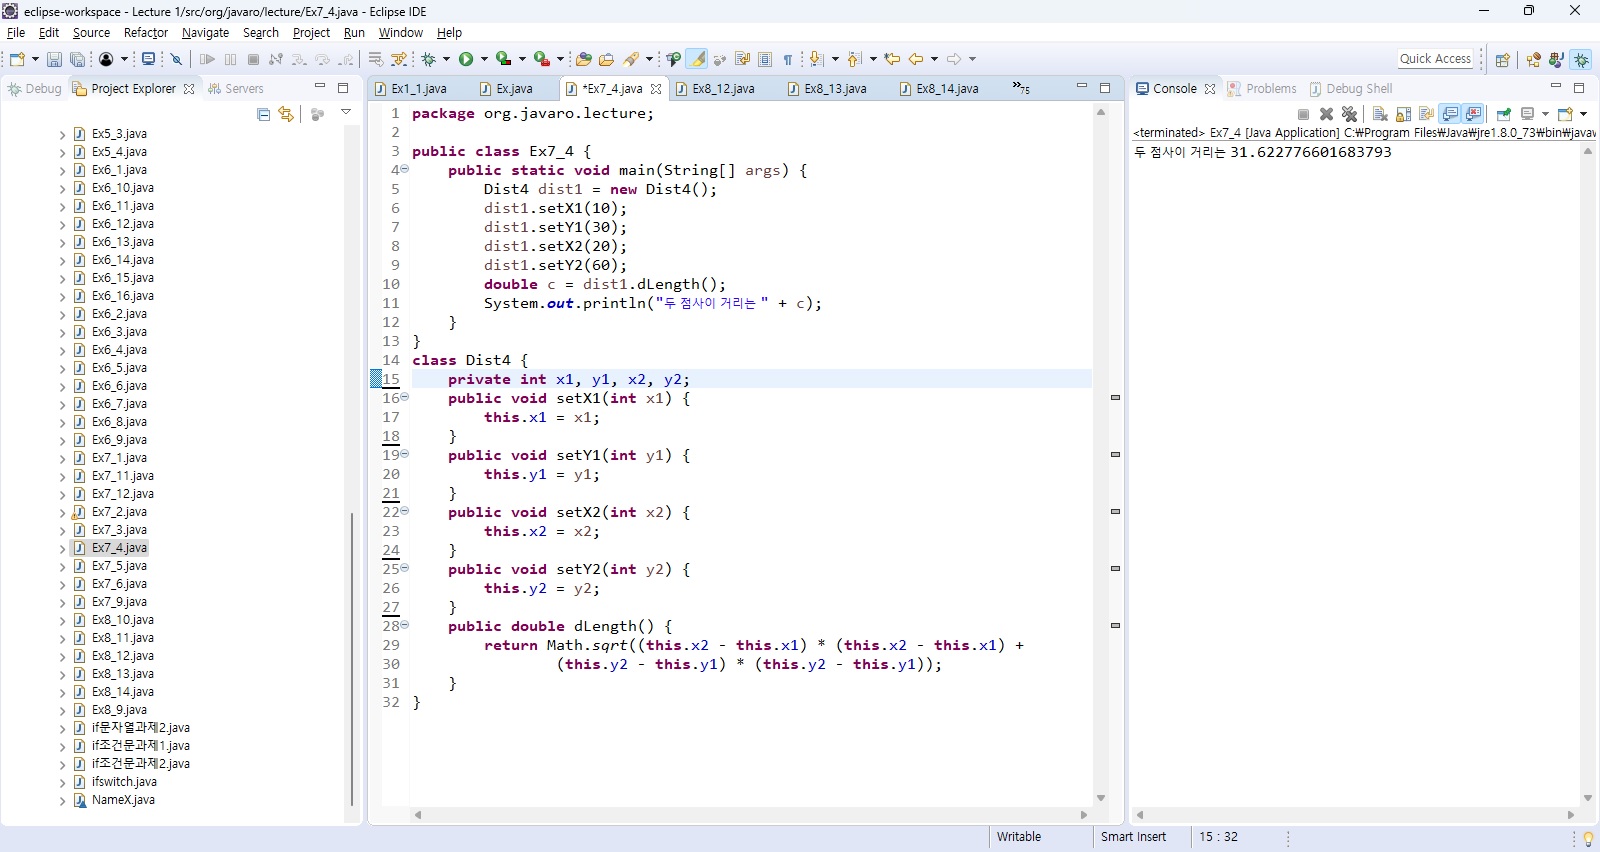 eclipse-workspace - Lecture 1/src/org/javaro/lecture/Ex7_4.java - Eclipse IDE
File Edit Source Refactor Navigate Search Project Run Window Help
Quick Access
Debug Project Explorer Servers
Ex5_3.java
Ex5_4.java
Ex6_1.java
Ex6_10.java
Ex6_11.java
Ex6_12.java
Ex6_13.java
Ex6_14.java
Ex6_15.java
Ex6_16.java
Ex6_2.java
Ex6_3.java
Ex6_4.java
Ex6_5.java
Ex6_6.java
Ex6_7.java
Ex6_8.java
Ex6_9.java
Ex7_1.java
Ex7_11.java
Ex7_12.java
Ex7_2.java
Ex7_3.java
Ex7_4.java
Ex7_5.java
Ex7_6.java
Ex7_9.java
Ex8_10.java
Ex8_11.java
Ex8_12.java
Ex8_13.java
Ex8_14.java
Ex8_9.java
if문자열과제2.java
if조건문과제1.java
if조건문과제2.java
ifswitch.java
NameX.java
Ex1_1.java Ex.java *Ex7_4.java Ex8_12.java Ex8_13.java Ex8_14.java »75
1 package org.javaro.lecture;
2
3 public class Ex7_4 {
4 public static void main(String[] args) {
5 Dist4 dist1 = new Dist4();
6 dist1.setX1(10);
7 dist1.setY1(30);
8 dist1.setX2(20);
9 dist1.setY2(60);
10 double c = dist1.dLength();
11 System.out.println("두 점사이 거리는 " + c);
12 }
13 }
14 class Dist4 {
15 private int x1, y1, x2, y2;
16 public void setX1(int x1) {
17 this.x1 = x1;
18 }
19 public void setY1(int y1) {
20 this.y1 = y1;
21 }
22 public void setX2(int x2) {
23 this.x2 = x2;
24 }
25 public void setY2(int y2) {
26 this.y2 = y2;
27 }
28 public double dLength() {
29 return Math.sqrt((this.x2 - this.x1) * (this.x2 - this.x1) +
30 (this.y2 - this.y1) * (this.y2 - this.y1));
31 }
32 }
Console Problems Debug Shell
<terminated> Ex7_4 [Java Application] C:₩Program Files₩Java₩jre1.8.0_73₩bin₩javaw
두 점사이 거리는 31.622776601683793
Writable Smart Insert 15 : 32